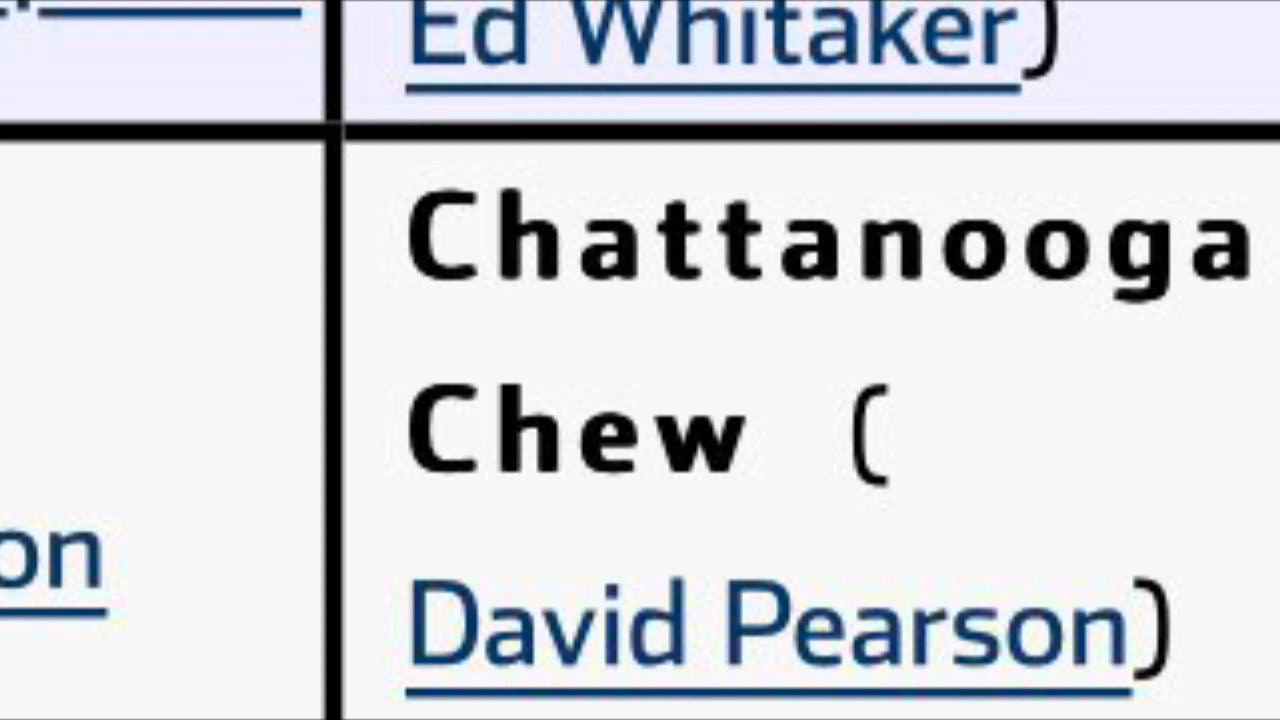 Ed Whitaker)
Chattanooga
Chew (
on
David Pearson)